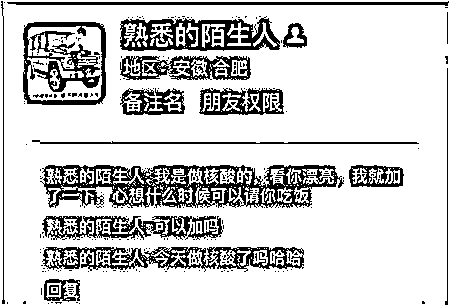 熟悉的陌生人
地区：安徽 合肥
备注名 朋友权限
熟悉的陌生人：我是做核酸的，看你漂亮，我就加
了一下，心想什么时候可以请你吃饭
熟悉的陌生人：可以加吗
熟悉的陌生人：今天做核酸了吗哈哈
回复